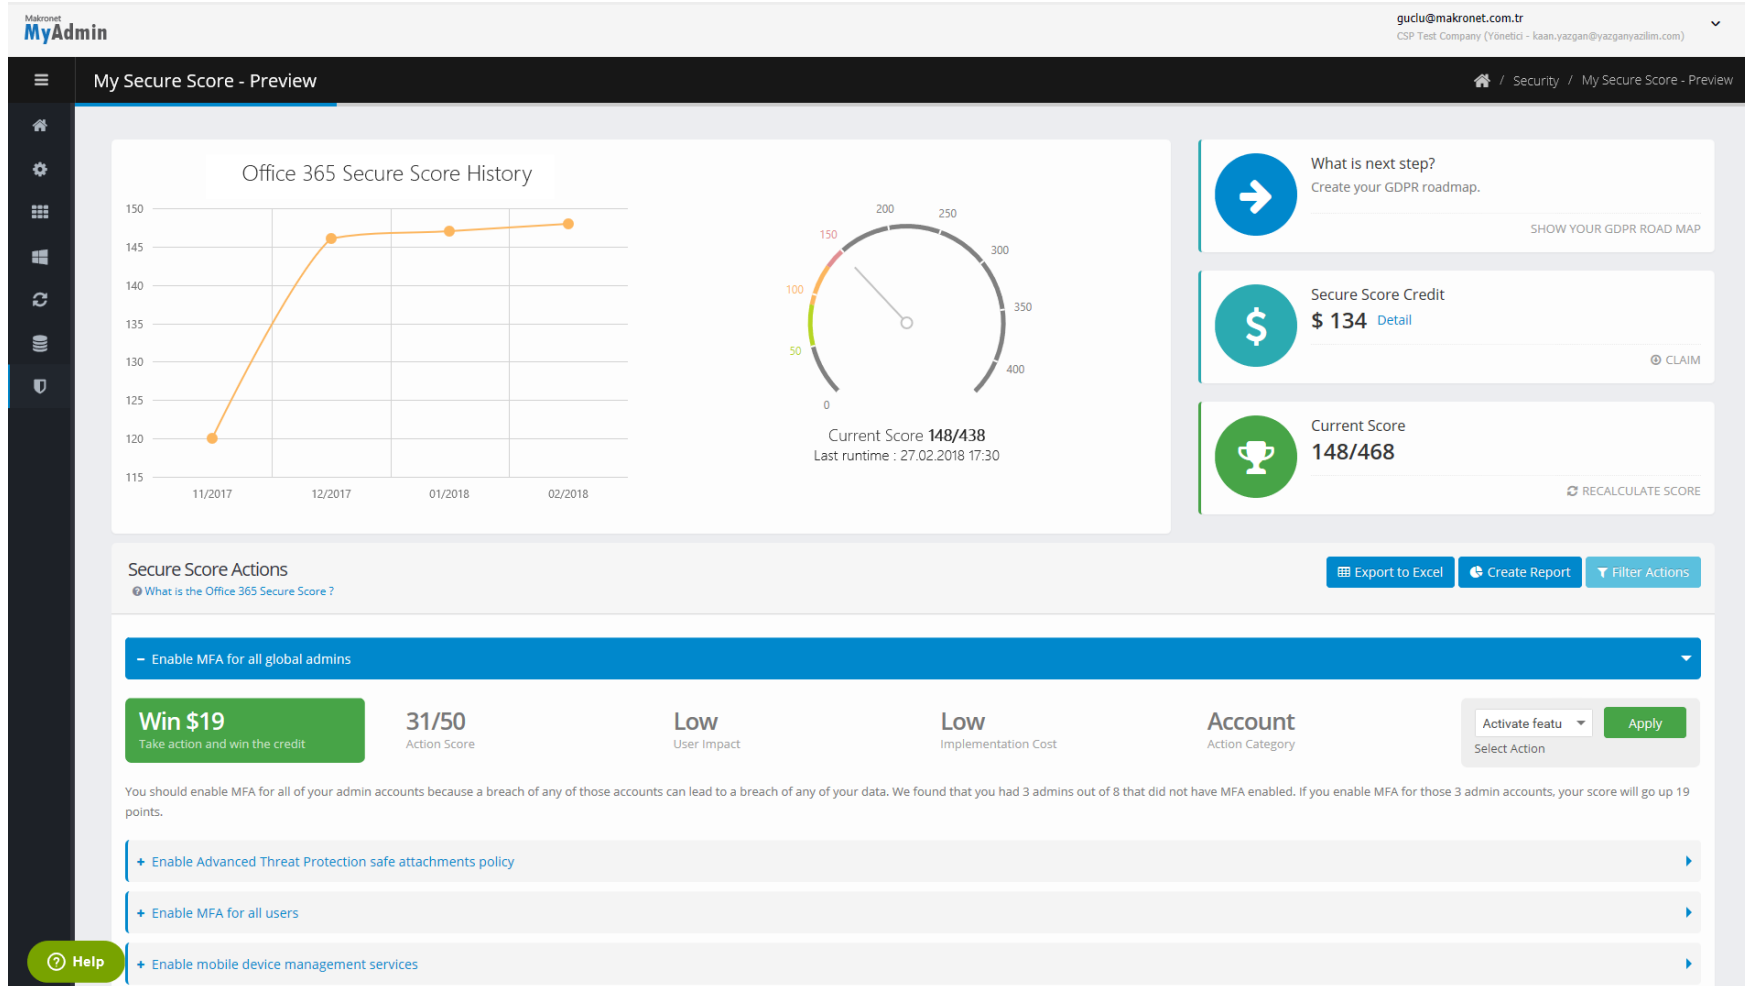 Makronet
MyAdmin
guclu@makronet.com.tr
CSP Test Company (Yönetici - kaan.yazgan@yazganyazilim.com)
My Secure Score - Preview
/ Security / My Secure Score - Preview
Office 365 Secure Score History
150
145
140
135
130
125
120
115
11/2017
12/2017
01/2018
02/2018
0
50
100
150
200
250
300
350
400
Current Score 148/438
Last runtime : 27.02.2018 17:30
What is next step?
Create your GDPR roadmap.
SHOW YOUR GDPR ROAD MAP
Secure Score Credit
$ 134 Detail
CLAIM
Current Score
148/468
RECALCULATE SCORE
Secure Score Actions
What is the Office 365 Secure Score ?
Export to Excel
Create Report
Filter Actions
− Enable MFA for all global admins
Win $19
Take action and win the credit
31/50
Action Score
Low
User Impact
Low
Implementation Cost
Account
Action Category
Activate featu
Apply
Select Action
You should enable MFA for all of your admin accounts because a breach of any of those accounts can lead to a breach of any of your data. We found that you had 3 admins out of 8 that did not have MFA enabled. If you enable MFA for those 3 admin accounts, your score will go up 19
points.
+ Enable Advanced Threat Protection safe attachments policy
+ Enable MFA for all users
+ Enable mobile device management services
Help